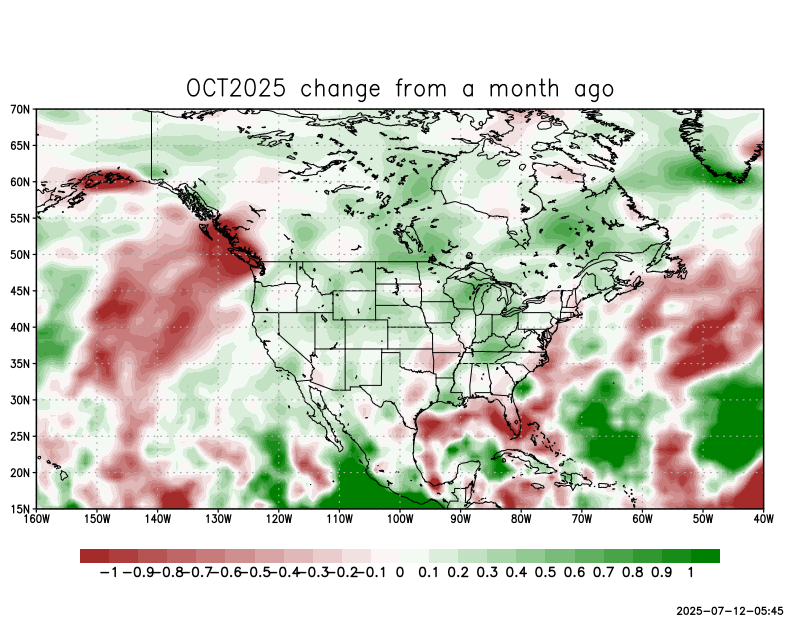 OCT2025 change from a month ago
70N
65N
60N
55N
50N
45N
40N
35N
30N
25N
20N
15N
160W 150W 140W 130W 120W 110W 100W 90W 80W 70W 60W 50W 40W
-1 -0.9 -0.8 -0.7 -0.6 -0.5 -0.4 -0.3 -0.2 -0.1 0 0.1 0.2 0.3 0.4 0.5 0.6 0.7 0.8 0.9 1
2025-07-12-05:45